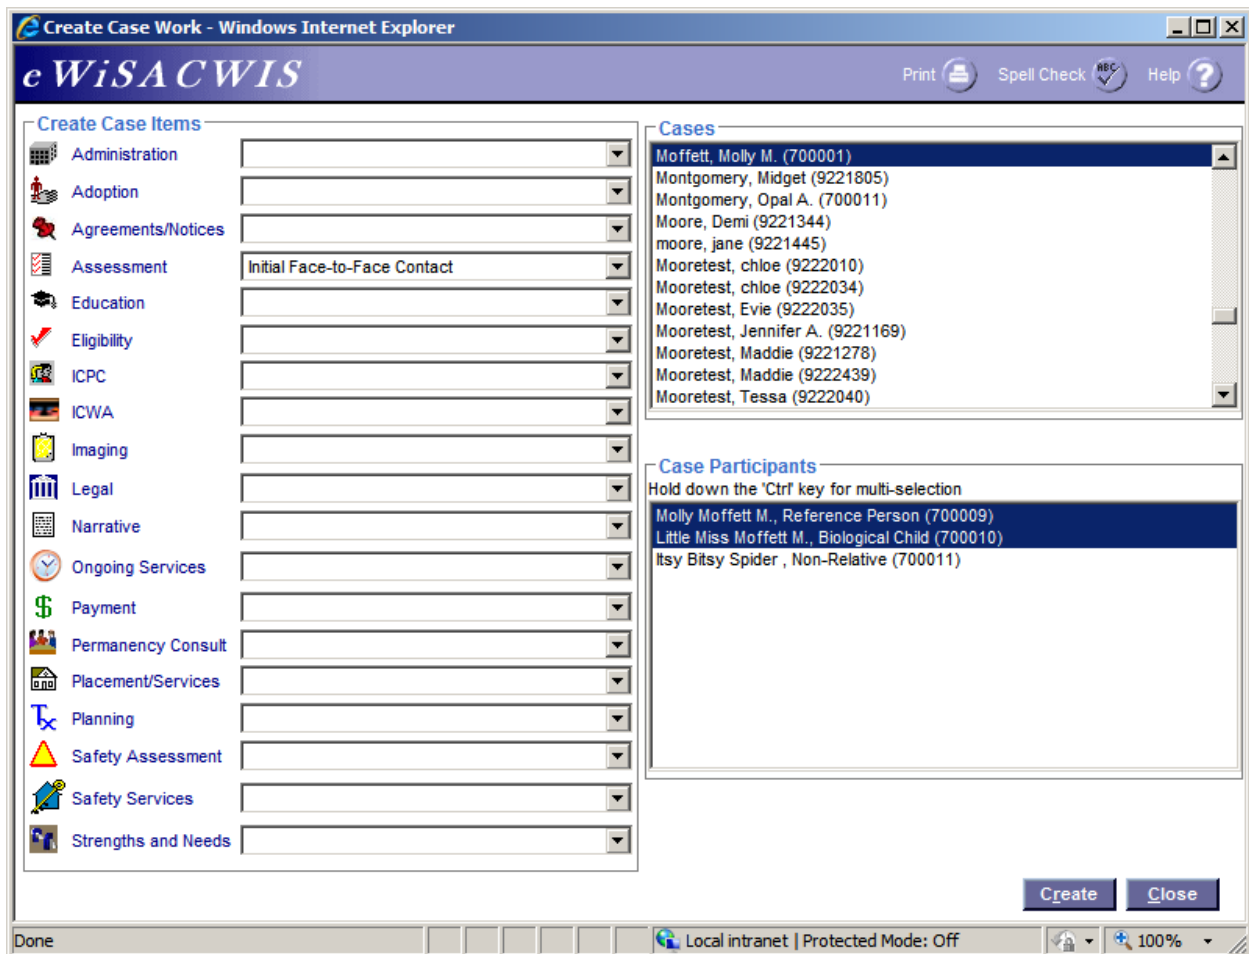 Create Case Work - Windows Internet Explorer
eWiSACWIS
Print Spell Check ABC Help ?
Create Case Items
Administration
Adoption
Agreements/Notices
Assessment Initial Face-to-Face Contact
Education
Eligibility
ICPC
ICWA
Imaging
Legal
Narrative
Ongoing Services
Payment
Permanency Consult
Placement/Services
Planning
Safety Assessment
Safety Services
Strengths and Needs
Cases
Moffett, Molly M. (700001)
Montgomery, Midget (9221805)
Montgomery, Opal A. (700011)
Moore, Demi (9221344)
moore, jane (9221445)
Mooretest, chloe (9222010)
Mooretest, chloe (9222034)
Mooretest, Evie (9222035)
Mooretest, Jennifer A. (9221169)
Mooretest, Maddie (9221278)
Mooretest, Maddie (9222439)
Mooretest, Tessa (9222040)
Case Participants
Hold down the 'Ctrl' key for multi-selection
Molly Moffett M., Reference Person (700009)
Little Miss Moffett M., Biological Child (700010)
Itsy Bitsy Spider , Non-Relative (700011)
Create Close
Done Local intranet | Protected Mode: Off 100%